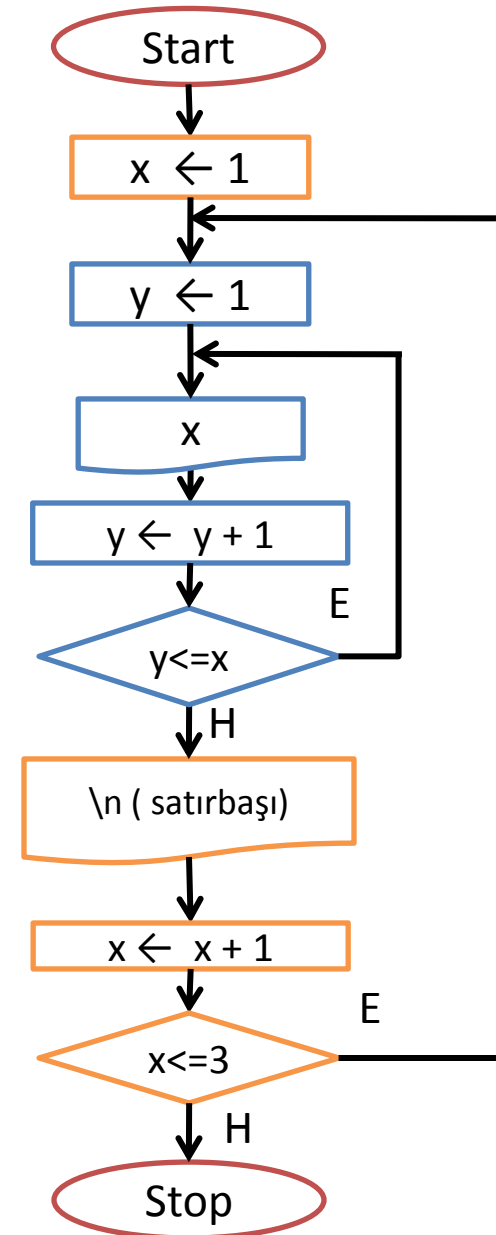 Start
x ← 1
y ← 1
x
y ← y + 1
E
y<=x
H
\n ( satırbaşı)
x ← x + 1
E
x<=3
H
Stop